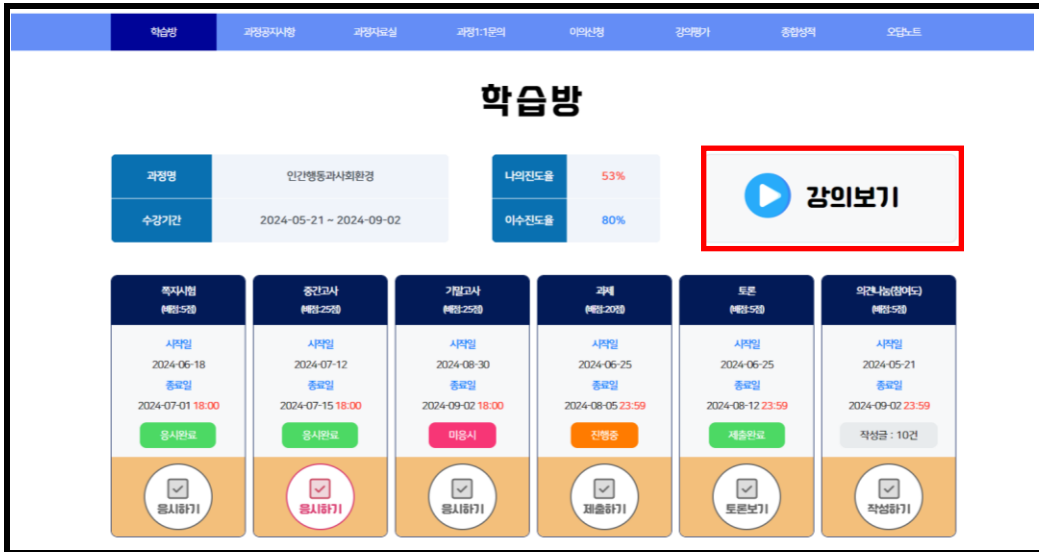 학습방 과정공지사항 과정자료실 과정1:1문의 이의신청 강의평가 종합성적 오답노트
학습방
과정명 인간행동과사회환경 나의진도율 53%
강의보기
수강기간 2024-05-21 ~ 2024-09-02 이수진도율 80%
쪽지시험 중간고사 기말고사 과제 토론 의견나눔(참여도)
(배점:5점) (배점:25점) (배점:25점) (배점:20점) (배점:5점) (배점:5점)
시작일 시작일 시작일 시작일 시작일 시작일
2024-06-18 2024-07-12 2024-08-30 2024-06-25 2024-06-25 2024-05-21
종료일 종료일 종료일 종료일 종료일 종료일
2024-07-01 18:00 2024-07-15 18:00 2024-09-02 18:00 2024-08-05 23:59 2024-08-12 23:59 2024-09-02 23:59
응시완료 응시완료 미응시 진행중 제출완료 작성글 : 10건
응시하기 응시하기 응시하기 제출하기 토론보기 작성하기